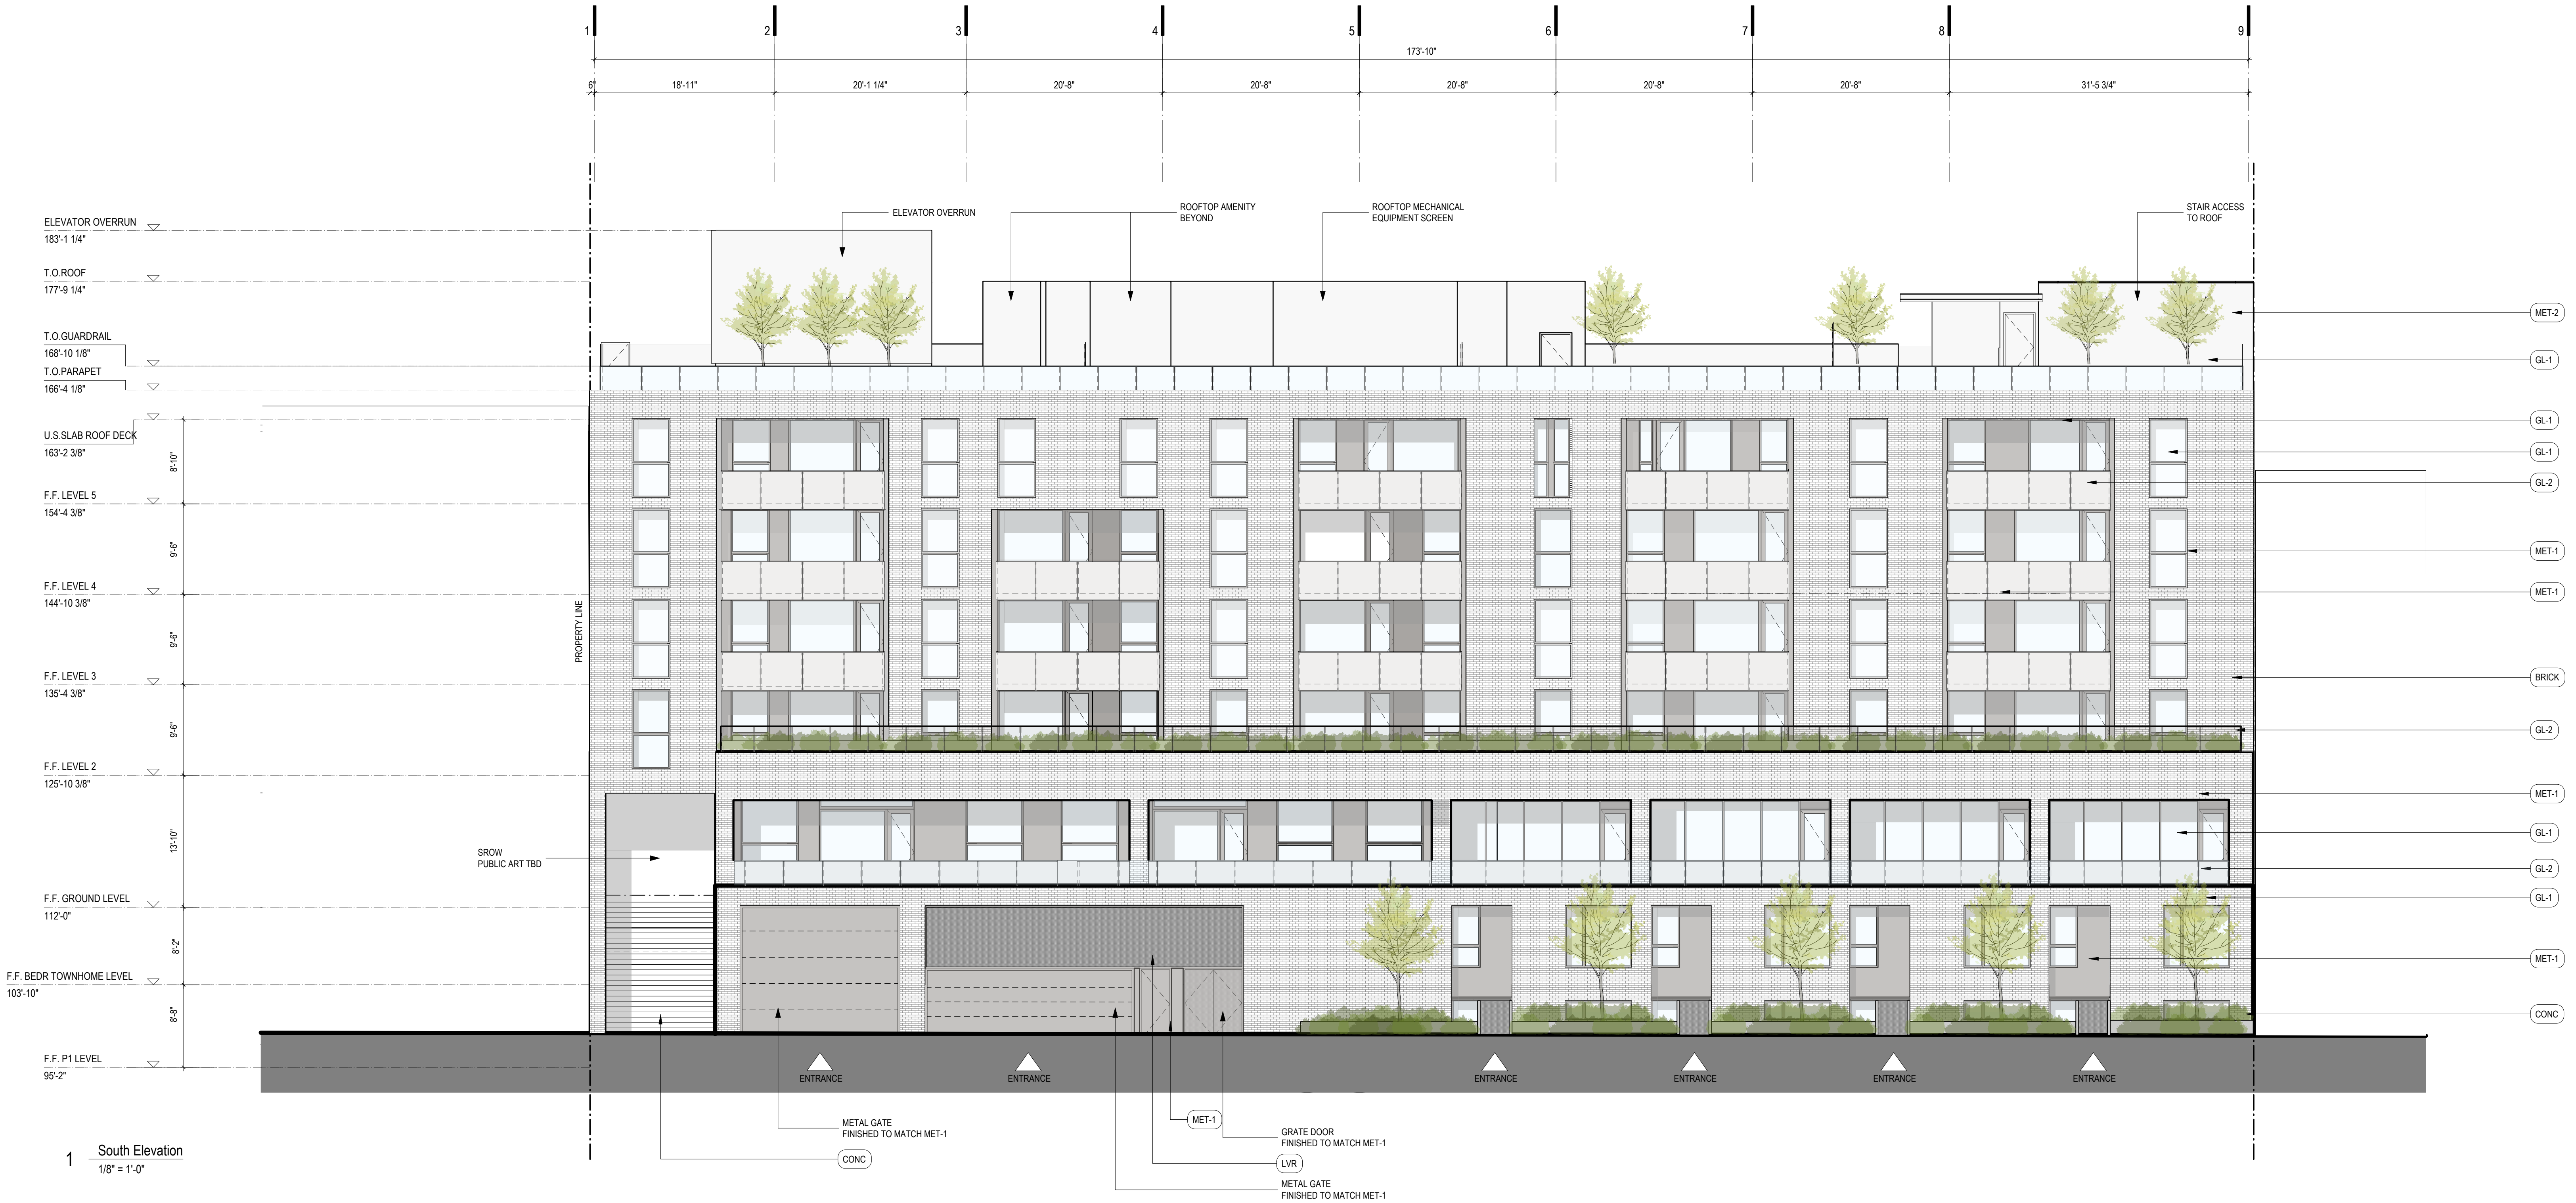 1
2
3
4
5
6
7
8
9
173'-10"
6"
18'-11"
20'-1 1/4"
20'-8"
20'-8"
20'-8"
20'-8"
20'-8"
31'-5 3/4"
ELEVATOR OVERRUN
ROOFTOP AMENITY
BEYOND
ROOFTOP MECHANICAL
EQUIPMENT SCREEN
STAIR ACCESS
TO ROOF
ELEVATOR OVERRUN
183'-1 1/4"
T.O.ROOF
177'-9 1/4"
T.O.GUARDRAIL
168'-10 1/8"
T.O.PARAPET
166'-4 1/8"
U.S.SLAB ROOF DECK
163'-2 3/8"
8'-10"
F.F. LEVEL 5
154'-4 3/8"
9'-6"
F.F. LEVEL 4
144'-10 3/8"
9'-6"
F.F. LEVEL 3
135'-4 3/8"
9'-6"
F.F. LEVEL 2
125'-10 3/8"
13'-10"
F.F. GROUND LEVEL
112'-0"
8'-2"
F.F. BEDR TOWNHOME LEVEL
103'-10"
8'-8"
F.F. P1 LEVEL
95'-2"
PROPERTY LINE
SROW
PUBLIC ART TBD
MET-2
GL-1
GL-1
GL-1
GL-2
MET-1
MET-1
BRICK
GL-2
MET-1
GL-1
GL-2
GL-1
MET-1
CONC
ENTRANCE
ENTRANCE
ENTRANCE
ENTRANCE
ENTRANCE
ENTRANCE
METAL GATE
FINISHED TO MATCH MET-1
CONC
MET-1
GRATE DOOR
FINISHED TO MATCH MET-1
LVR
METAL GATE
FINISHED TO MATCH MET-1
1
South Elevation
1/8" = 1'-0"